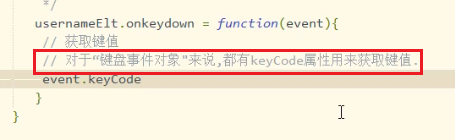 */
usernameElt.onkeydown = function(event){
// 获取键值
// 对于“键盘事件对象"来说,都有keyCode属性用来获取键值.
event.keyCode
}
}